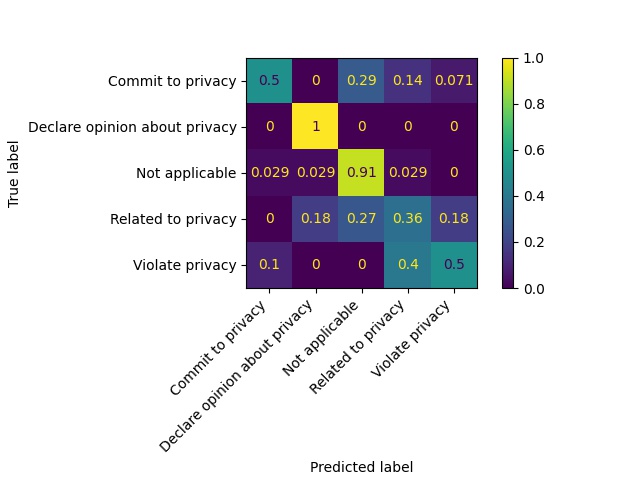 Commit to privacy 0.5 0 0.29 0.14 0.071
Declare opinion about privacy 0 1 0 0 0
Not applicable 0.029 0.029 0.91 0.029 0
Related to privacy 0 0.18 0.27 0.36 0.18
Violate privacy 0.1 0 0 0.4 0.5
True label
Commit to privacy
Declare opinion about privacy
Not applicable
Related to privacy
Violate privacy
Predicted label
1.0
0.8
0.6
0.4
0.2
0.0